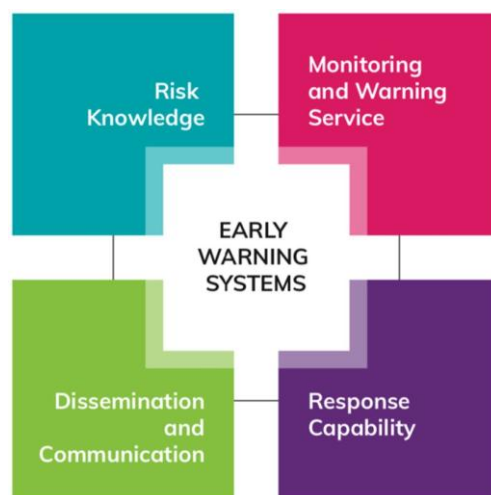 Risk
Knowledge
Monitoring
and Warning
Service
EARLY
WARNING
SYSTEMS
Dissemination
and
Communication
Response
Capability